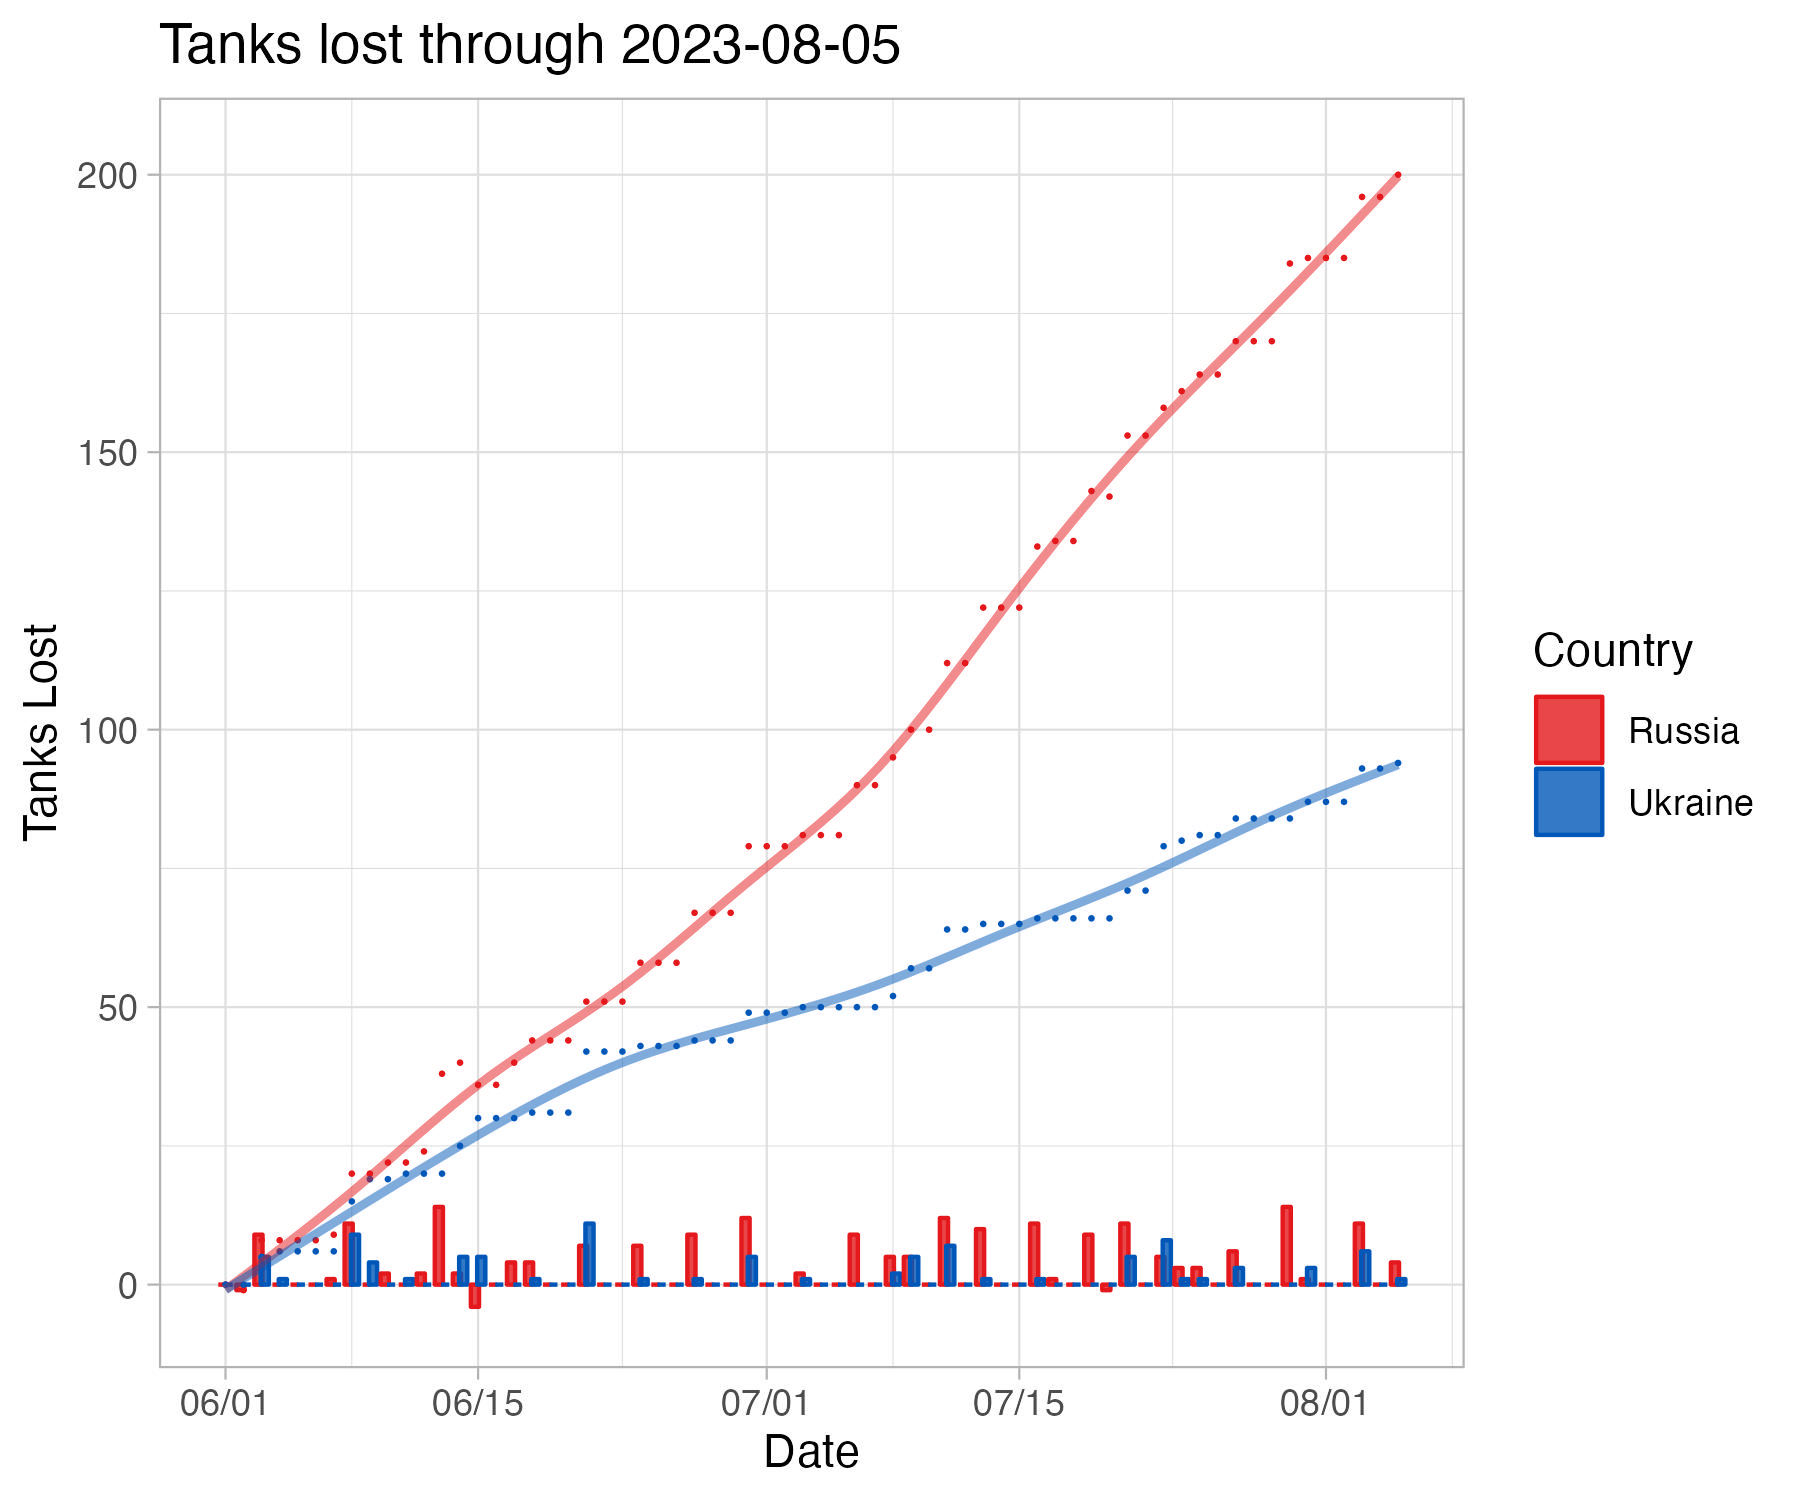 Tanks lost through 2023-08-05
Tanks Lost
200
150
100
50
0
06/01 06/15 07/01 07/15 08/01
Date
Country
Russia
Ukraine